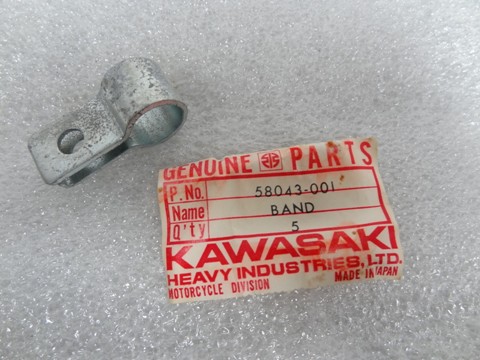 GENUINE PARTS
P.No. 58043-001
Name BAND
Q'ty 5
KAWASAKI
HEAVY INDUSTRIES, LTD.
MOTORCYCLE DIVISION MADE IN JAPAN